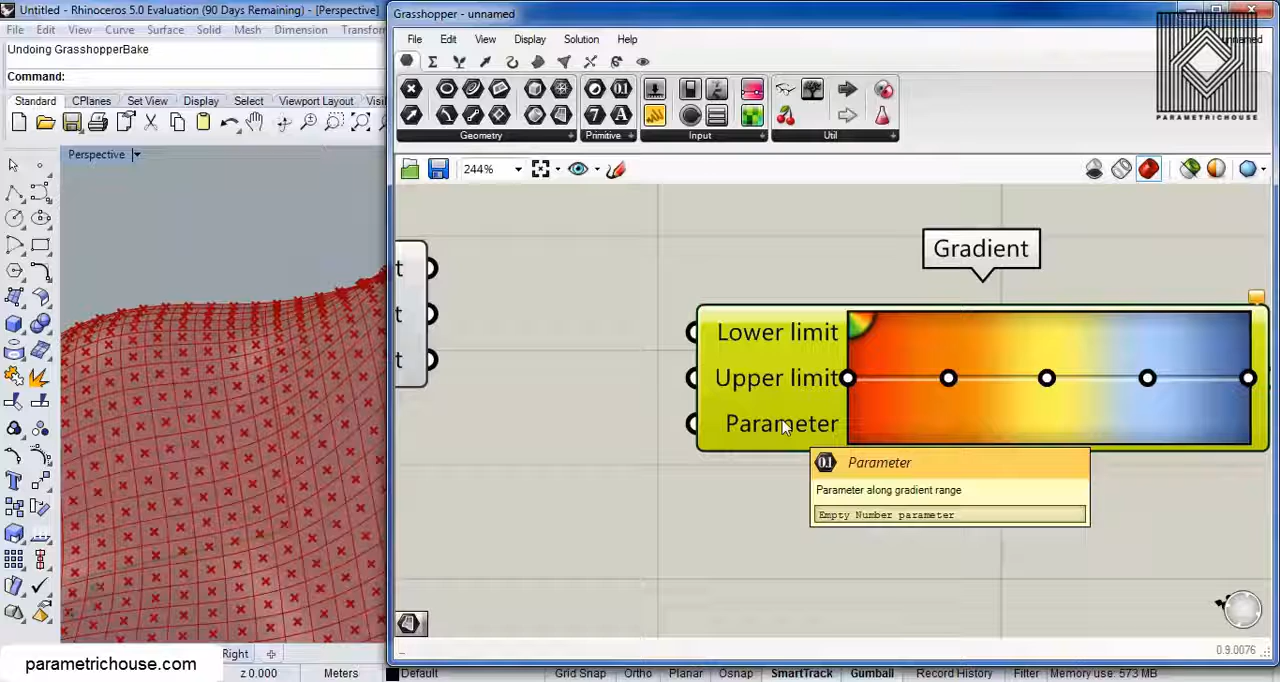 Untitled - Rhinoceros 5.0 Evaluation (90 Days Remaining) - [Perspective]
File Edit View Curve Surface Solid Mesh Dimension Transform
Undoing GrasshopperBake
Command:
Standard CPlanes Set View Display Select Viewport Layout Visi
Perspective
Right
z 0.000 Meters Default Grid Snap Ortho Planar Osnap SmartTrack Gumball Record History Filter Memory use: 573 MB
parametrichouse.com
Grasshopper - unnamed
File Edit View Display Solution Help
unnamed
PARAMETRICHOUSE
Geometry Primitive Input Util
244%
t
t
t
Gradient
Lower limit
Upper limit
Parameter
0.1 Parameter
Parameter along gradient range
Empty Number parameter
0.9.0076